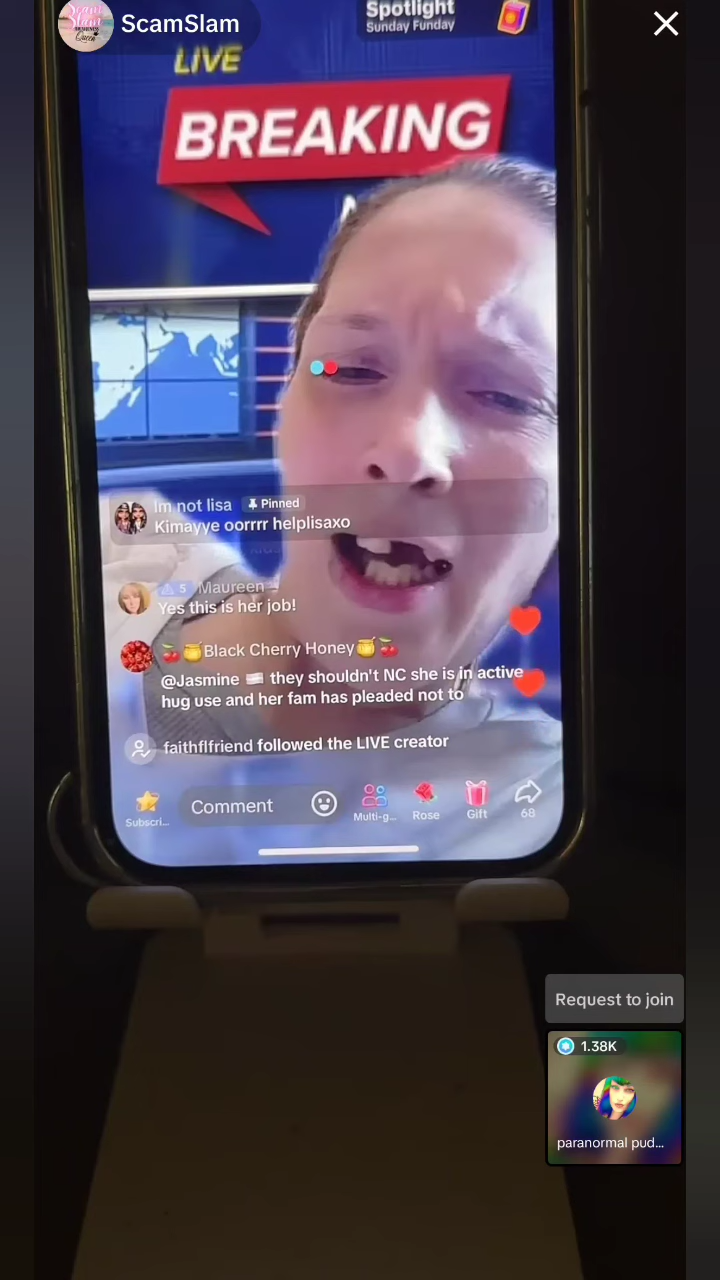 ScamSlam
Spotlight
Sunday Funday
LIVE
BREAKING
Im not lisa Pinned
Kimayye oorrrr helplisaxo
5 Maureen
Yes this is her job!
Black Cherry Honey
@Jasmine they shouldn't NC she is in active
hug use and her fam has pleaded not to
faithflfriend followed the LIVE creator
Subscri...
Comment
Multi-g...
Rose
Gift
68
Request to join
1.38K
paranormal pud...